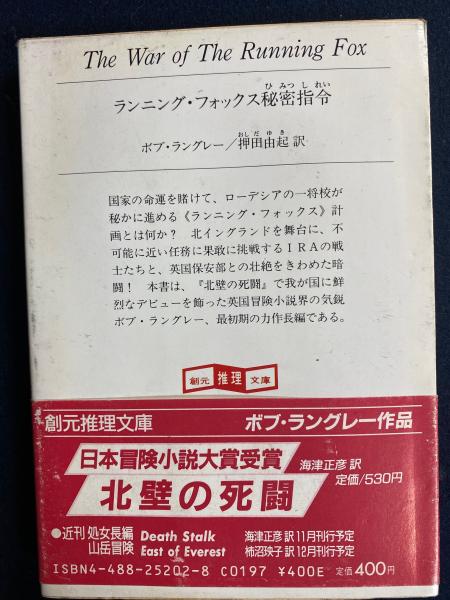 The War of The Running Fox
ランニング・フォックス秘密指令
ひみつしれい
ボブ・ラングレー/押田由起 訳
おしだゆき
国家の命運を賭けて、ローデシアの一将校が
秘かに進める《ランニング・フォックス》計
画とは何か? 北イングランドを舞台に、不
可能に近い任務に果敢に挑戦するIRAの戦
士たちと、英国保安部との壮絶をきわめた暗
闘! 本書は、『北壁の死闘』で我が国に鮮
烈なデビューを飾った英国冒険小説界の気鋭
ボブ・ラングレー、最初期の力作長編である。
創元 推理 文庫
創元推理文庫 ボブ・ラングレー作品
日本冒険小説大賞受賞
北壁の死闘
海津正彦 訳
定価/530円
●近刊 処女長編 Death Stalk 海津正彦 訳 11月刊行予定
山岳冒険 East of Everest 柿沼瑛子 訳 12月刊行予定
ISBN4-488-25202-8 C0197 ¥400E 定価400円